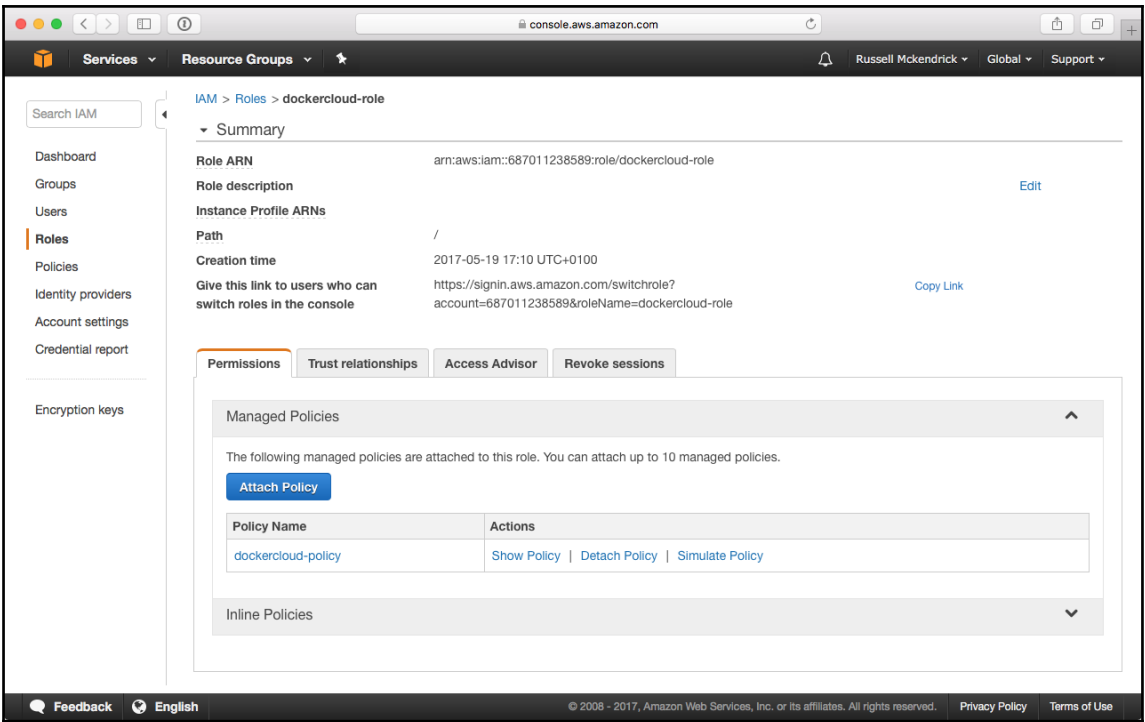 console.aws.amazon.com
Services Resource Groups Russell Mckendrick Global Support
IAM > Roles > dockercloud-role
Search IAM
Summary
Dashboard
Groups
Users
Roles
Policies
Identity providers
Account settings
Credential report
Encryption keys
Role ARN arn:aws:iam::687011238589:role/dockercloud-role
Role description Edit
Instance Profile ARNs
Path /
Creation time 2017-05-19 17:10 UTC+0100
Give this link to users who can https://signin.aws.amazon.com/switchrole? Copy Link
switch roles in the console account=687011238589&roleName=dockercloud-role
Permissions Trust relationships Access Advisor Revoke sessions
Managed Policies
The following managed policies are attached to this role. You can attach up to 10 managed policies.
Attach Policy
Policy Name Actions
dockercloud-policy Show Policy | Detach Policy | Simulate Policy
Inline Policies
Feedback English © 2008 - 2017, Amazon Web Services, Inc. or its affiliates. All rights reserved. Privacy Policy Terms of Use